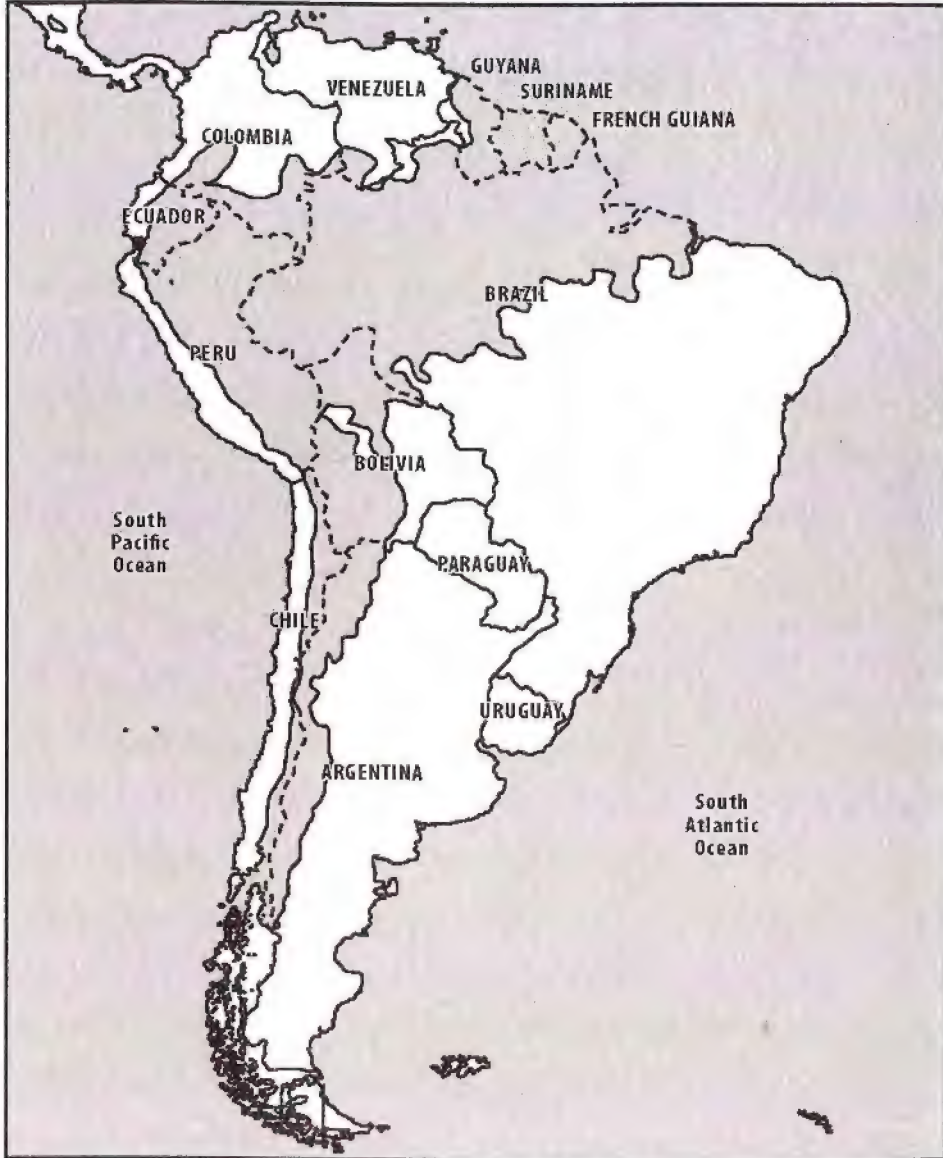 GUYANA
VENEZUELA
SURINAME
FRENCH GUIANA
COLOMBIA
ECUADOR
BRAZIL
PERU
BOLIVIA
South
Pacific
Ocean
PARAGUAY
CHILE
URUGUAY
ARGENTINA
South
Atlantic
Ocean